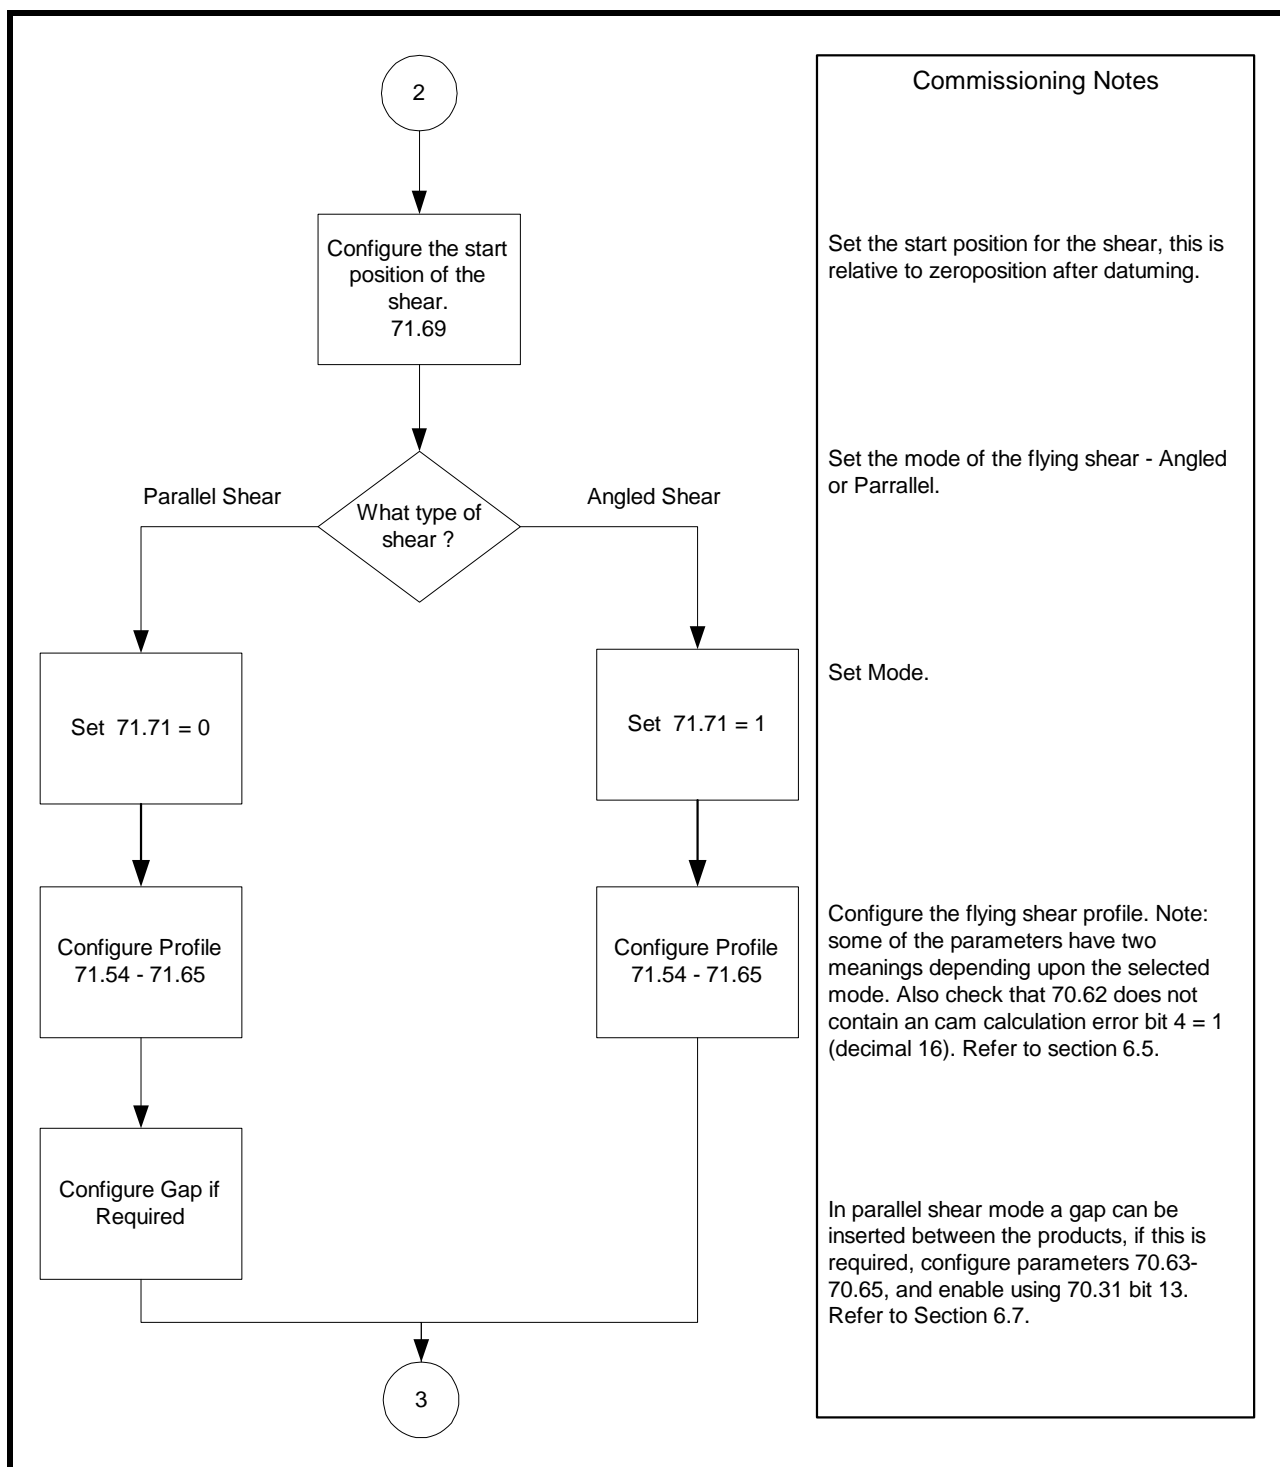 2
Configure the start
position of the
shear.
71.69
Parallel Shear
Angled Shear
What type of
shear ?
Set 71.71 = 0
Set 71.71 = 1
Configure Profile
71.54 - 71.65
Configure Profile
71.54 - 71.65
Configure Gap if
Required
3
Commissioning Notes
Set the start position for the shear, this is
relative to zeroposition after datuming.
Set the mode of the flying shear - Angled
or Parrallel.
Set Mode.
Configure the flying shear profile. Note:
some of the parameters have two
meanings depending upon the selected
mode. Also check that 70.62 does not
contain an cam calculation error bit 4 = 1
(decimal 16). Refer to section 6.5.
In parallel shear mode a gap can be
inserted between the products, if this is
required, configure parameters 70.63-
70.65, and enable using 70.31 bit 13.
Refer to Section 6.7.